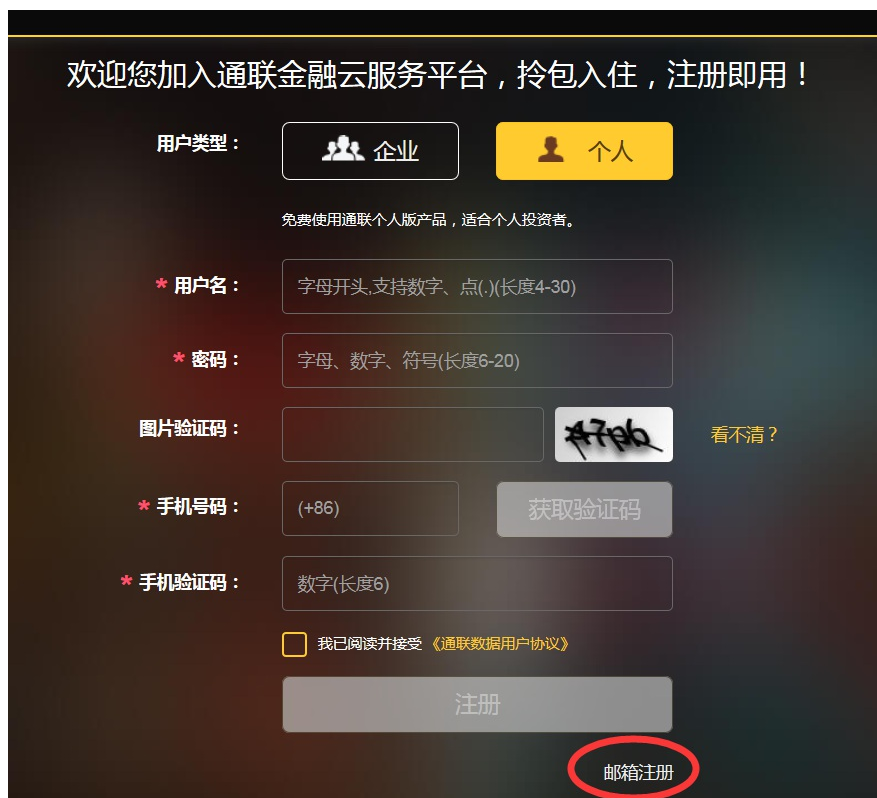 欢迎您加入通联金融云服务平台，拎包入住，注册即用！
用户类型： 企业 个人
免费使用通联个人版产品，适合个人投资者。
* 用户名： 字母开头,支持数字、点(.)(长度4-30)
* 密码： 字母、数字、符号(长度6-20)
图片验证码： 看不清？
* 手机号码： (+86) 获取验证码
* 手机验证码： 数字(长度6)
我已阅读并接受 《通联数据用户协议》
注册
邮箱注册